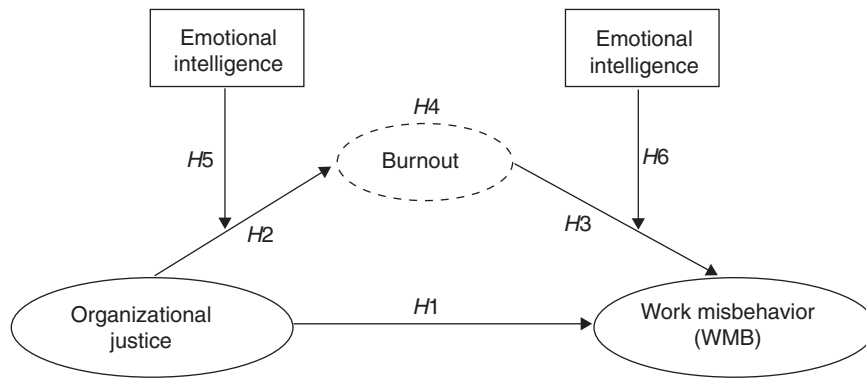 Emotional
intelligence
Emotional
intelligence
H4
Burnout
H5
H6
H2
H3
Organizational
justice
H1
Work misbehavior
(WMB)